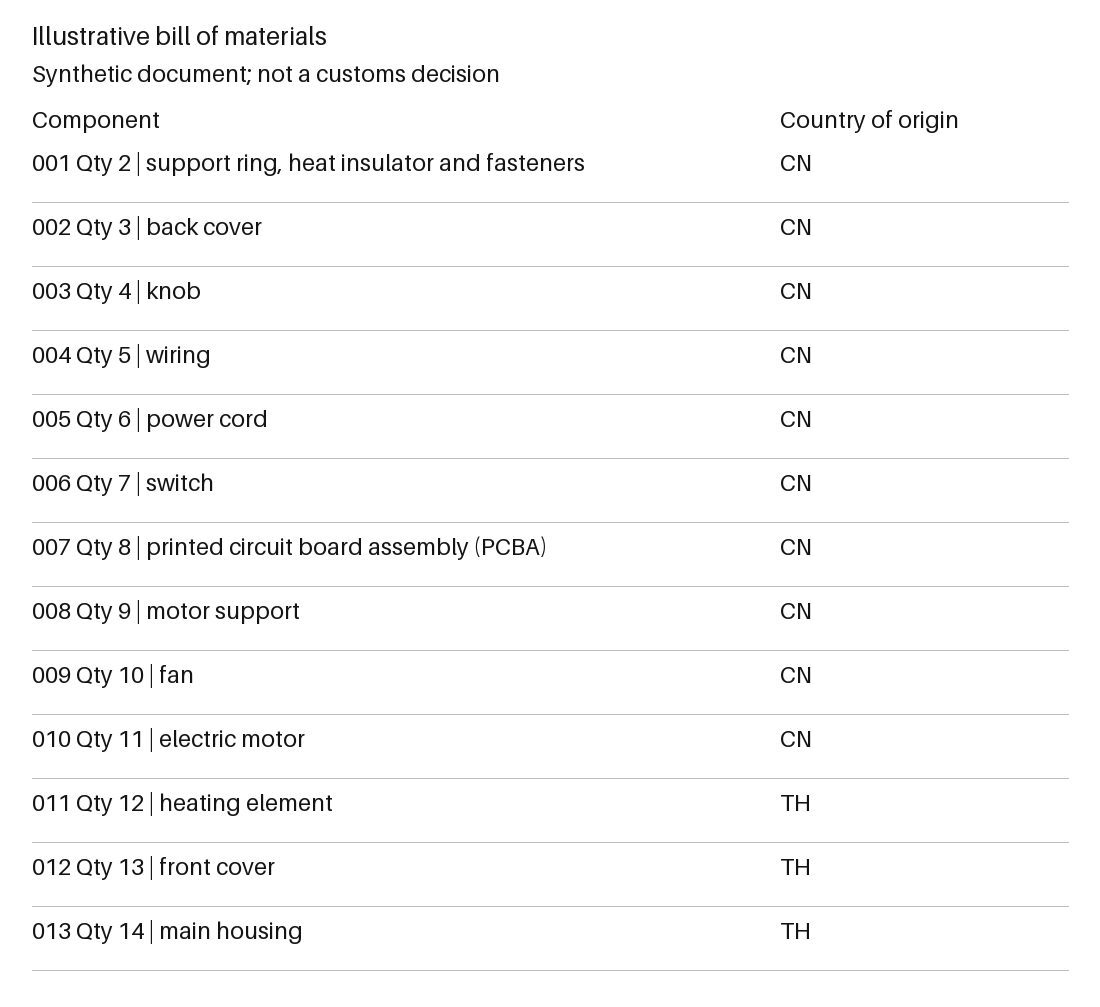 Illustrative bill of materials
Synthetic document; not a customs decision
Component Country of origin
001 Qty 2 | support ring, heat insulator and fasteners CN
002 Qty 3 | back cover CN
003 Qty 4 | knob CN
004 Qty 5 | wiring CN
005 Qty 6 | power cord CN
006 Qty 7 | switch CN
007 Qty 8 | printed circuit board assembly (PCBA) CN
008 Qty 9 | motor support CN
009 Qty 10 | fan CN
010 Qty 11 | electric motor CN
011 Qty 12 | heating element TH
012 Qty 13 | front cover TH
013 Qty 14 | main housing TH